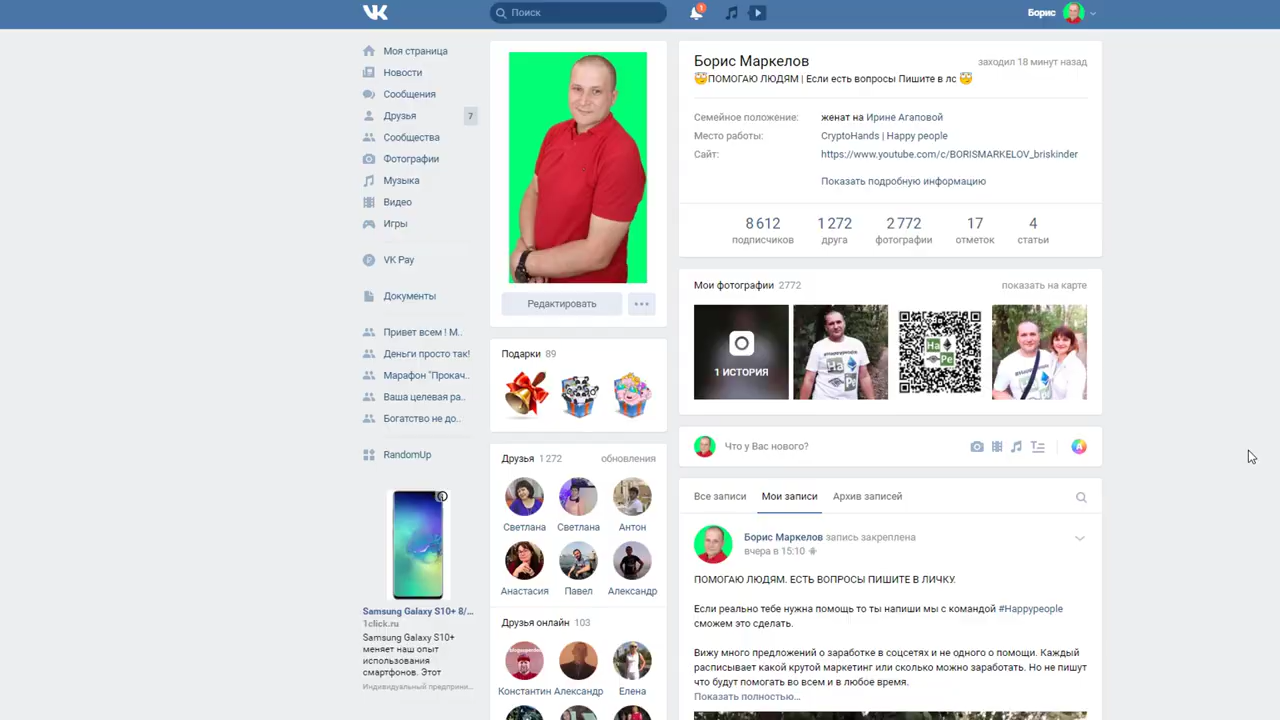 VK
Поиск
1
Борис
Моя страница
Новости
Сообщения
Друзья
7
Сообщества
Фотографии
Музыка
Видео
Игры
VK Pay
Документы
Привет всем ! М..
Деньги просто так!
Марафон "Прокач..
Ваша целевая ра..
Богатство не до..
RandomUp
Samsung Galaxy S10+ 8/...
1click.ru
Samsung Galaxy S10+
меняет наш опыт
использования
смартфонов. Этот
Индивидуальный предприни...
Редактировать
Подарки 89
Друзья 1 272
обновления
Светлана
Светлана
Антон
Анастасия
Павел
Александр
Друзья онлайн 103
Константин
Александр
Елена
Борис Маркелов
заходил 18 минут назад
ПОМОГАЮ ЛЮДЯМ | Если есть вопросы Пишите в лс
Семейное положение: женат на Ирине Агаповой
Место работы: CryptoHands | Happy people
Сайт: https://www.youtube.com/c/BORISMARKELOV_briskinder
Показать подробную информацию
8 612 подписчиков
1 272 друга
2 772 фотографии
17 отметок
4 статьи
Мои фотографии 2772
показать на карте
1 ИСТОРИЯ
Ha
Pe
Ha
Pe
Что у Вас нового?
Все записи
Мои записи
Архив записей
Борис Маркелов запись закреплена
вчера в 15:10
ПОМОГАЮ ЛЮДЯМ. ЕСТЬ ВОПРОСЫ ПИШИТЕ В ЛИЧКУ.
Если реально тебе нужна помощь то ты напиши мы с командой #Happypeople
сможем это сделать.
Вижу много предложений о заработке в соцсетях и не одного о помощи. Каждый
расписывает какой крутой маркетинг или сколько можно заработать. Но не пишут
что будут помогать во всем и в любое время.
Показать полностью...